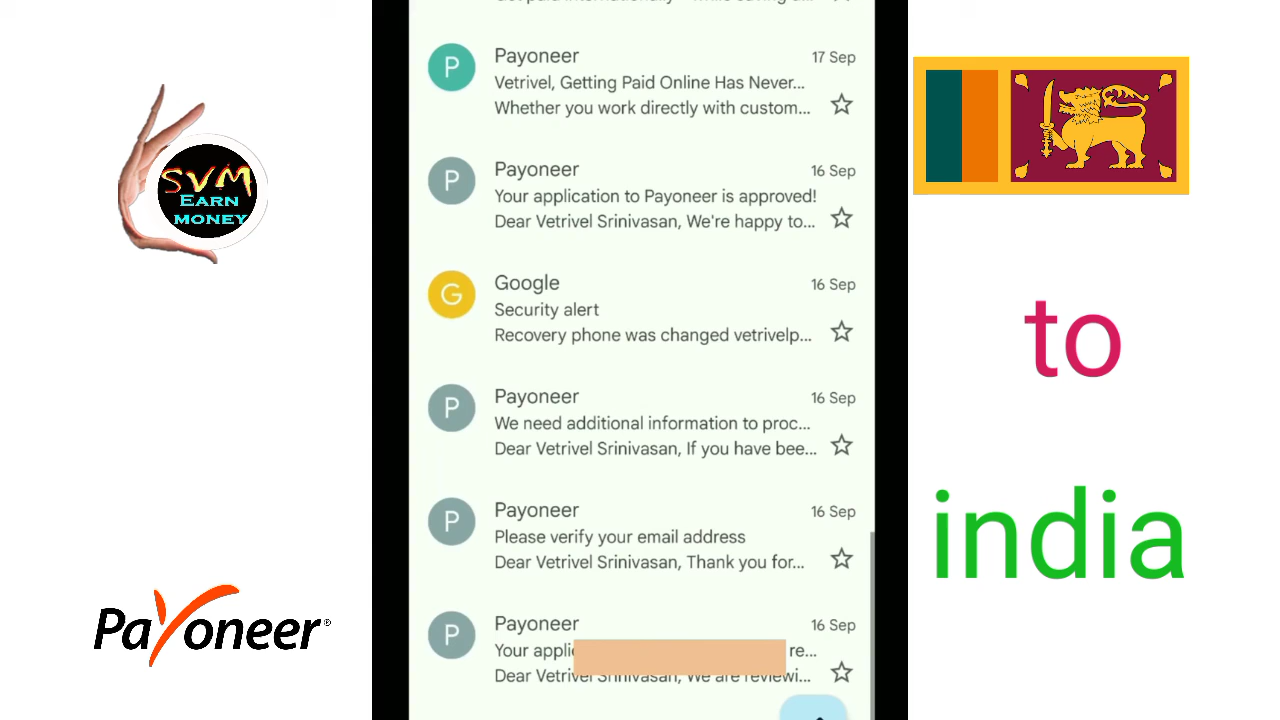 SVM
EARN
MONEY
Payoneer®
Payoneer
17 Sep
Vetrivel, Getting Paid Online Has Never...
Whether you work directly with custom...
P
Payoneer
16 Sep
Your application to Payoneer is approved!
Dear Vetrivel Srinivasan, We're happy to...
P
Google
16 Sep
Security alert
Recovery phone was changed vetrivelp...
G
Payoneer
16 Sep
We need additional information to proc...
Dear Vetrivel Srinivasan, If you have bee...
P
Payoneer
16 Sep
Please verify your email address
Dear Vetrivel Srinivasan, Thank you for...
P
Payoneer
16 Sep
Your applic re...
Dear Vetrivel Srinivasan, We are reviewi...
P
to
india